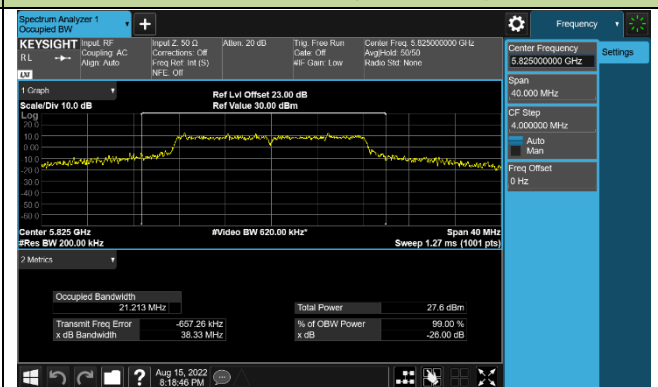 Spectrum Analyzer 1
Occupied BW
+
Frequency
KEYSIGHT
RL
LXI
Input: RF
Coupling: AC
Align: Auto
Input Z: 50 Ω
Corrections: Off
Freq Ref: Int (S)
NFE: Off
Atten: 20 dB
Trig: Free Run
Gate: Off
#IF Gain: Low
Center Freq: 5.825000000 GHz
Avg|Hold: 50/50
Radio Std: None
Center Frequency
5.825000000 GHz
Settings
Span
40.000 MHz
CF Step
4.000000 MHz
Auto
Man
Freq Offset
0 Hz
1 Graph
Scale/Div 10.0 dB
Ref Lvl Offset 23.00 dB
Ref Value 30.00 dBm
Log
20.0
10.0
0.00
-10.0
-20.0
-30.0
-40.0
-50.0
-60.0
Center 5.825 GHz
#Video BW 620.00 kHz*
Span 40 MHz
#Res BW 200.00 kHz
Sweep 1.27 ms (1001 pts)
2 Metrics
Occupied Bandwidth
21.213 MHz
Total Power 27.6 dBm
Transmit Freq Error -657.26 kHz
% of OBW Power 99.00 %
x dB Bandwidth 38.33 MHz
x dB -26.00 dB
?
Aug 15, 2022
8:18:46 PM